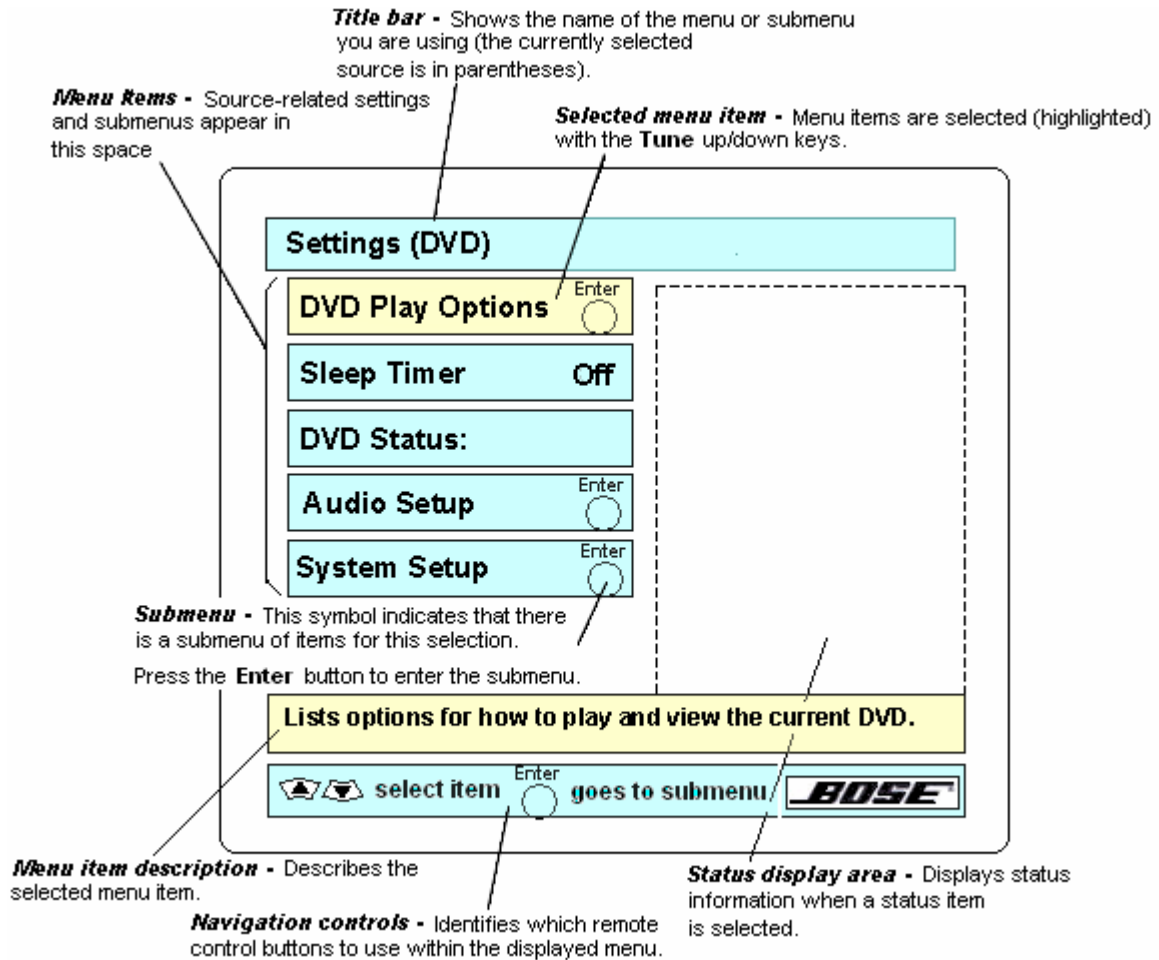 Title bar - Shows the name of the menu or submenu
you are using (the currently selected
source is in parentheses).
Menu Items - Source-related settings
and submenus appear in
this space
Selected menu item - Menu items are selected (highlighted)
with the Tune up/down keys.
Settings (DVD)
DVD Play Options Enter
Sleep Timer Off
DVD Status:
Audio Setup Enter
System Setup Enter
Submenu - This symbol indicates that there
is a submenu of items for this selection.
Press the Enter button to enter the submenu.
Lists options for how to play and view the current DVD.
select item Enter goes to submenu BOSE
Menu item description - Describes the
selected menu item.
Navigation controls - Identifies which remote
control buttons to use within the displayed menu.
Status display area - Displays status
information when a status item
is selected.